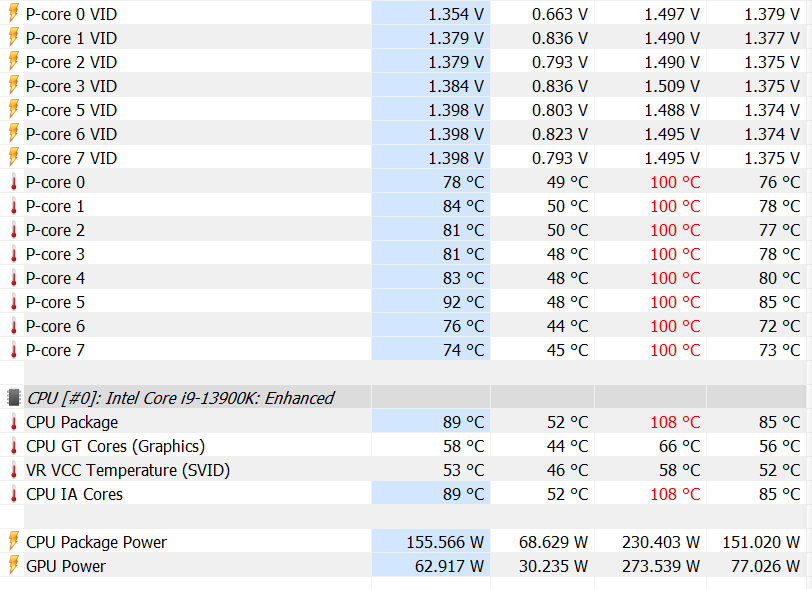 P-core 0 VID 1.354 V 0.663 V 1.497 V 1.379 V
P-core 1 VID 1.379 V 0.836 V 1.490 V 1.377 V
P-core 2 VID 1.379 V 0.793 V 1.490 V 1.375 V
P-core 3 VID 1.384 V 0.836 V 1.509 V 1.375 V
P-core 5 VID 1.398 V 0.803 V 1.488 V 1.374 V
P-core 6 VID 1.398 V 0.823 V 1.495 V 1.374 V
P-core 7 VID 1.398 V 0.793 V 1.495 V 1.375 V
P-core 0 78 °C 49 °C 100 °C 76 °C
P-core 1 84 °C 50 °C 100 °C 78 °C
P-core 2 81 °C 50 °C 100 °C 77 °C
P-core 3 81 °C 48 °C 100 °C 78 °C
P-core 4 83 °C 48 °C 100 °C 80 °C
P-core 5 92 °C 48 °C 100 °C 85 °C
P-core 6 76 °C 44 °C 100 °C 72 °C
P-core 7 74 °C 45 °C 100 °C 73 °C
CPU [#0]: Intel Core i9-13900K: Enhanced
CPU Package 89 °C 52 °C 108 °C 85 °C
CPU GT Cores (Graphics) 58 °C 44 °C 66 °C 56 °C
VR VCC Temperature (SVID) 53 °C 46 °C 58 °C 52 °C
CPU IA Cores 89 °C 52 °C 108 °C 85 °C
CPU Package Power 155.566 W 68.629 W 230.403 W 151.020 W
GPU Power 62.917 W 30.235 W 273.539 W 77.026 W